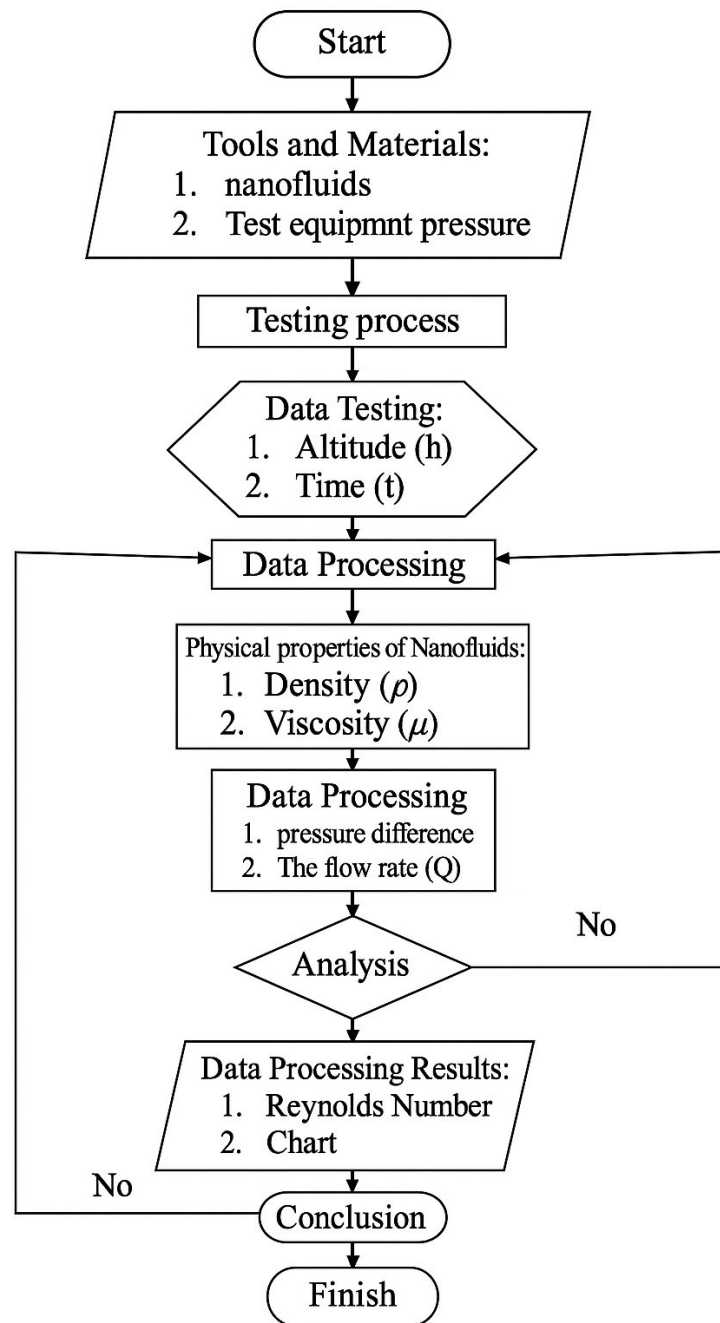 Start
Tools and Materials:
1. nanofluids
2. Test equipmnt pressure
Testing process
Data Testing:
1. Altitude (h)
2. Time (t)
Data Processing
Physical properties of Nanofluids:
1. Density (ρ)
2. Viscosity (μ)
Data Processing
1. pressure difference
2. The flow rate (Q)
No
Analysis
Data Processing Results:
1. Reynolds Number
2. Chart
No
Conclusion
Finish